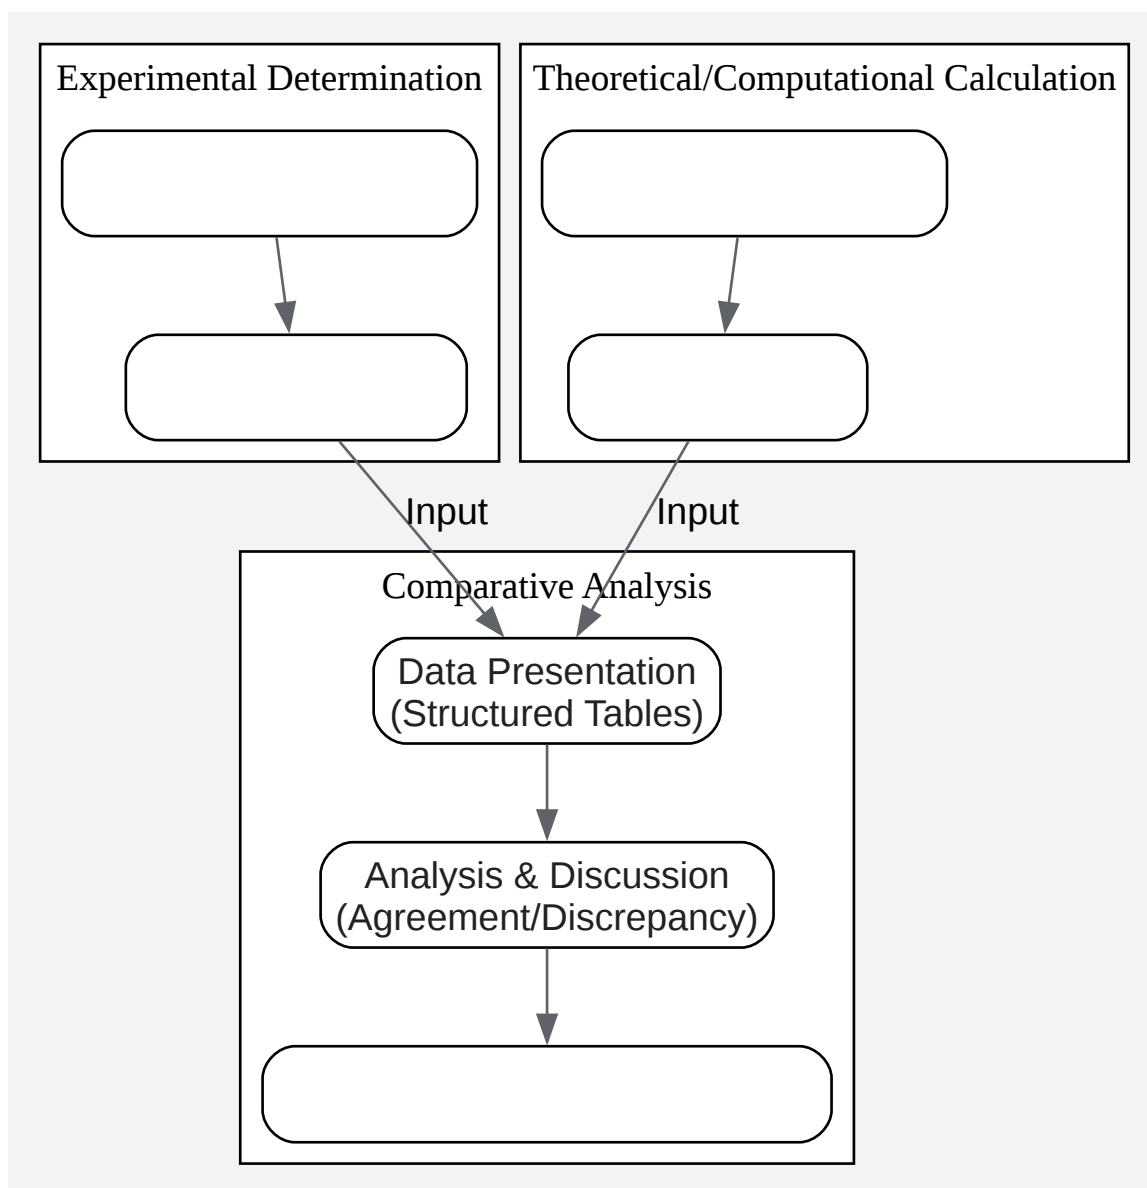 Experimental Determination
Theoretical/Computational Calculation
Input
Input
Comparative Analysis
Data Presentation
(Structured Tables)
Analysis & Discussion
(Agreement/Discrepancy)